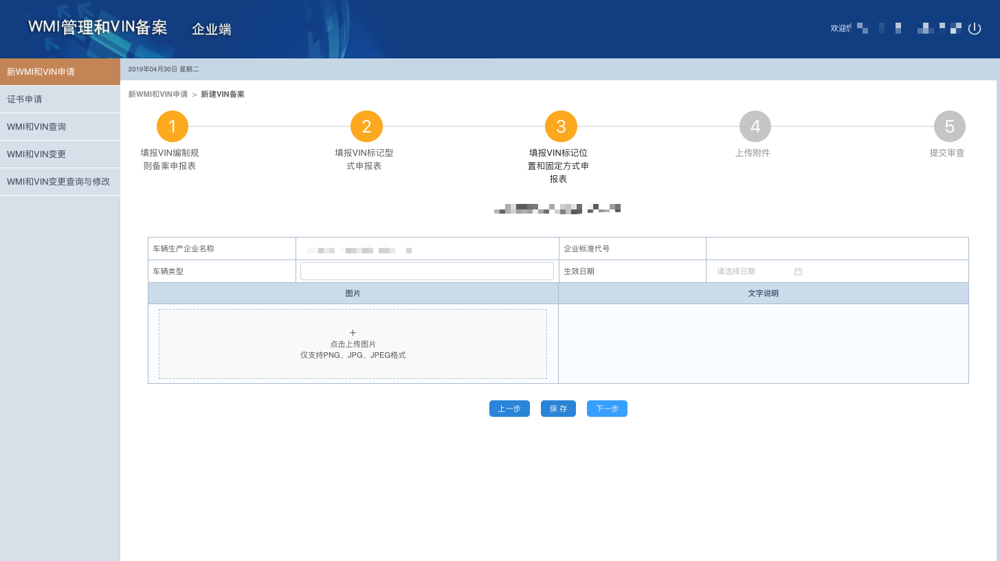 WMI管理和VIN备案 企业端
欢迎您
新WMI和VIN申请
证书申请
WMI和VIN查询
WMI和VIN变更
WMI和VIN变更查询与修改
2019年04月30日 星期二
新WMI和VIN申请 > 新建VIN备案
1 2 3 4 5
填报VIN编制规
则备案申报表
填报VIN标记型
式申报表
填报VIN标记位
置和固定方式申
报表
上传附件
提交审查
车辆生产企业名称 企业标准代号
车辆类型 生效日期 请选择日期
图片 文字说明
+
点击上传图片
仅支持PNG、JPG、JPEG格式
上一步 保 存 下一步